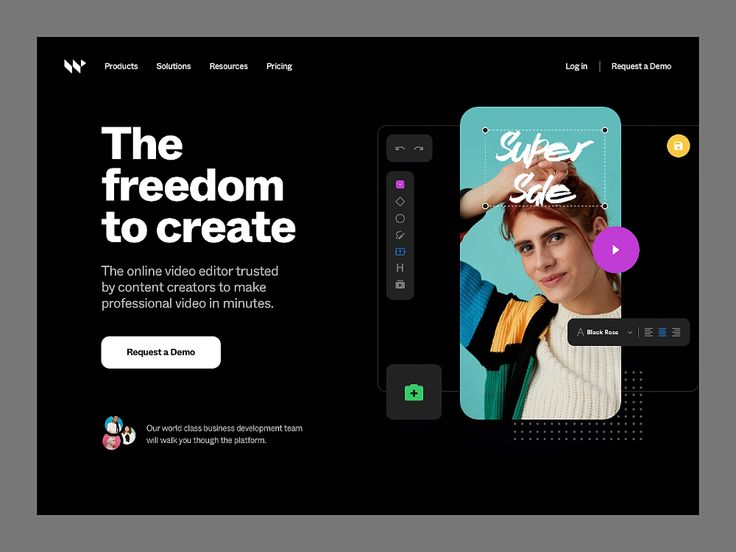 Products Solutions Resources Pricing
Log in Request a Demo
The
freedom
to create
The online video editor trusted
by content creators to make
professional video in minutes.
Request a Demo
Our world class business development team
will walk you though the platform.
Super
Sale
T
H
A Black Rose